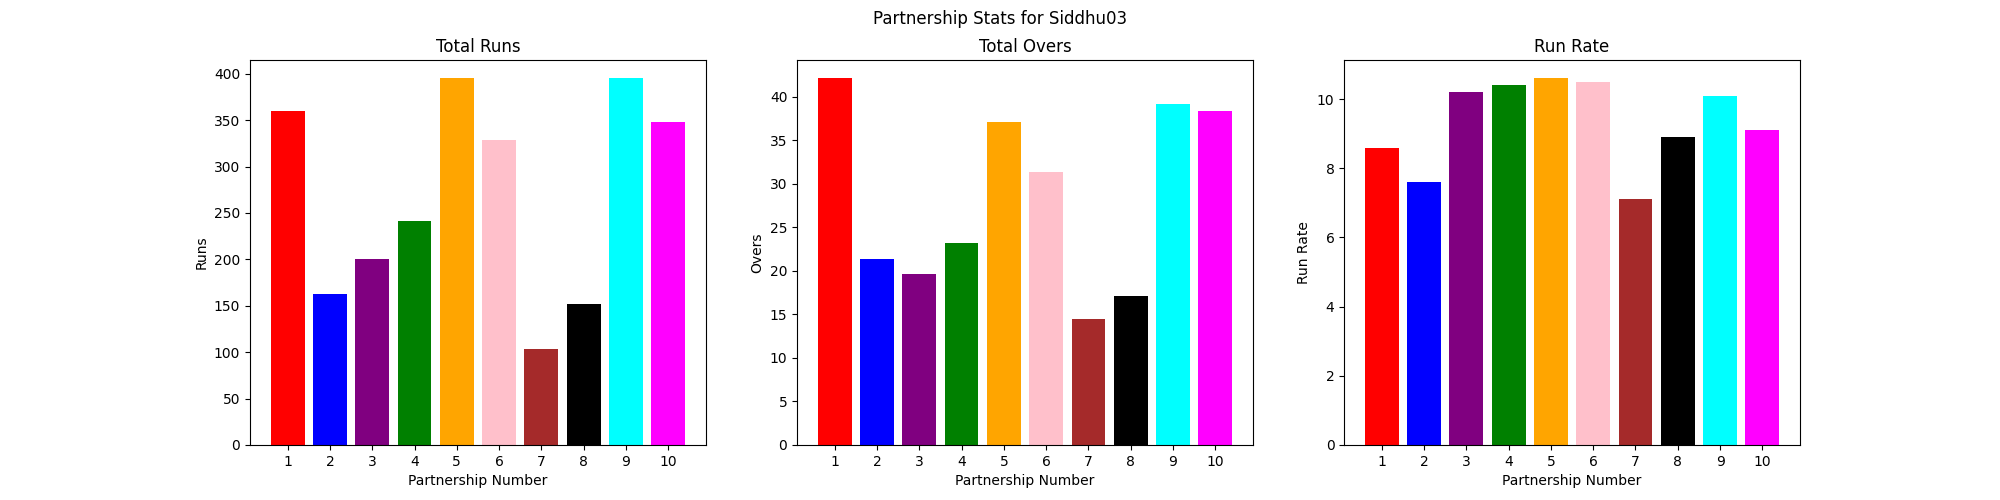 Partnership Stats for Siddhu03
Total Runs
400
350
300
250
200
150
100
50
0
Runs
1 2 3 4 5 6 7 8 9 10
Partnership Number
Total Overs
40
35
30
25
20
15
10
5
0
Overs
1 2 3 4 5 6 7 8 9 10
Partnership Number
Run Rate
10
8
6
4
2
0
Run Rate
1 2 3 4 5 6 7 8 9 10
Partnership Number